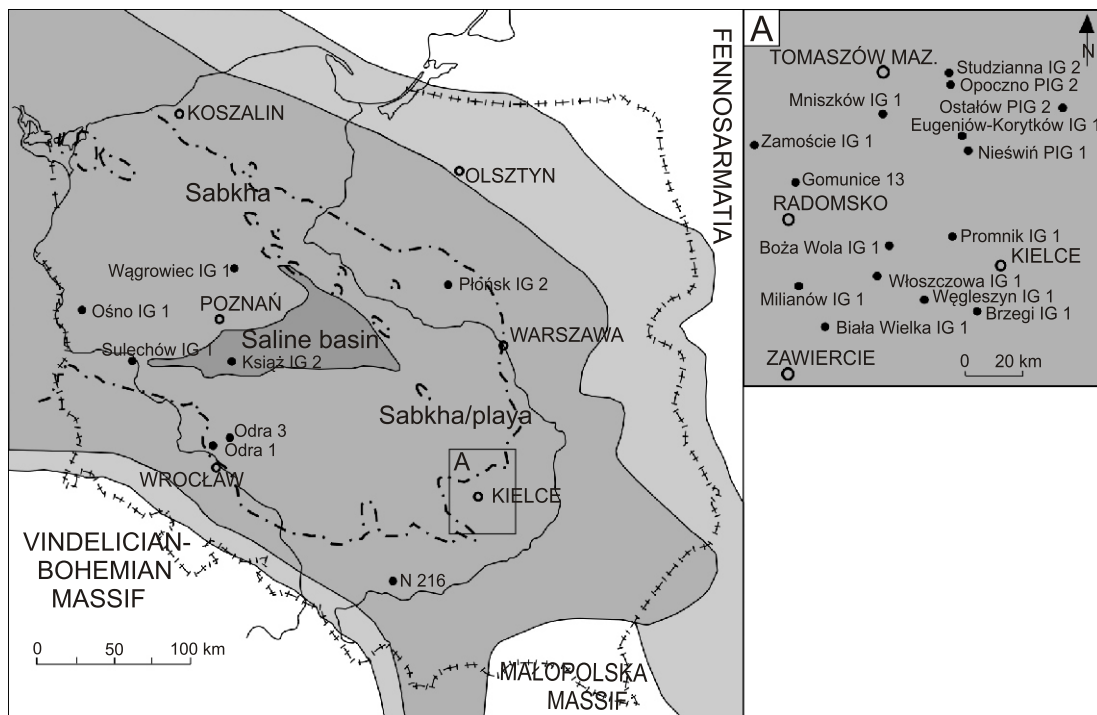 KOSZALIN
OLSZTYN
FENNOSARMATIA
Sabkha
Wągrowiec IG 1
Płońsk IG 2
Ośno IG 1
POZNAŃ
WARSZAWA
Saline basin
Sulechów IG 1
Książ IG 2
Sabkha/playa
Odra 3
Odra 1
WROCŁAW
A
KIELCE
VINDELICIAN-
BOHEMIAN
MASSIF
N 216
0 50 100 km
MAŁOPOLSKA
MASSIF
A
N
TOMASZÓW MAZ.
Studzianna IG 2
Opoczno PIG 2
Mniszków IG 1
Ostałów PIG 2
Eugeniów-Korytków IG 1
Zamoście IG 1
Nieświń PIG 1
Gomunice 13
RADOMSKO
Promnik IG 1
Boża Wola IG 1
KIELCE
Włoszczowa IG 1
Milianów IG 1
Węgleszyn IG 1
Brzegi IG 1
Biała Wielka IG 1
ZAWIERCIE
0 20 km